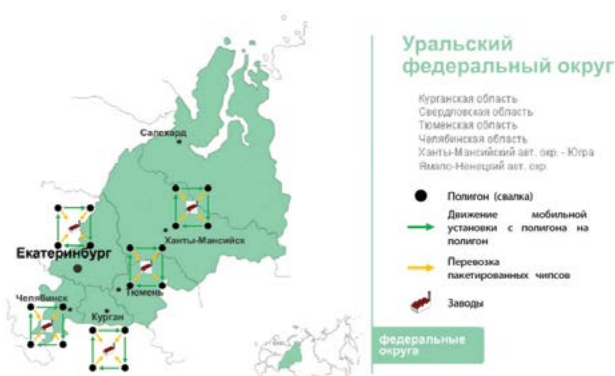 Уральский
федеральный округ
Курганская область
Свердловская область
Тюменская область
Челябинская область
Ханты-Мансийский авт. окр. - Югра
Ямало-Ненецкий авт. окр.
Полигон (свалка)
Движение мобильной
установки с полигона на
полигон
Перевозка
пакетированных чипсов
Заводы
федеральные
округа
Салехард
Ханты-Мансийск
Екатеринбург
Тюмень
Челябинск
Курган